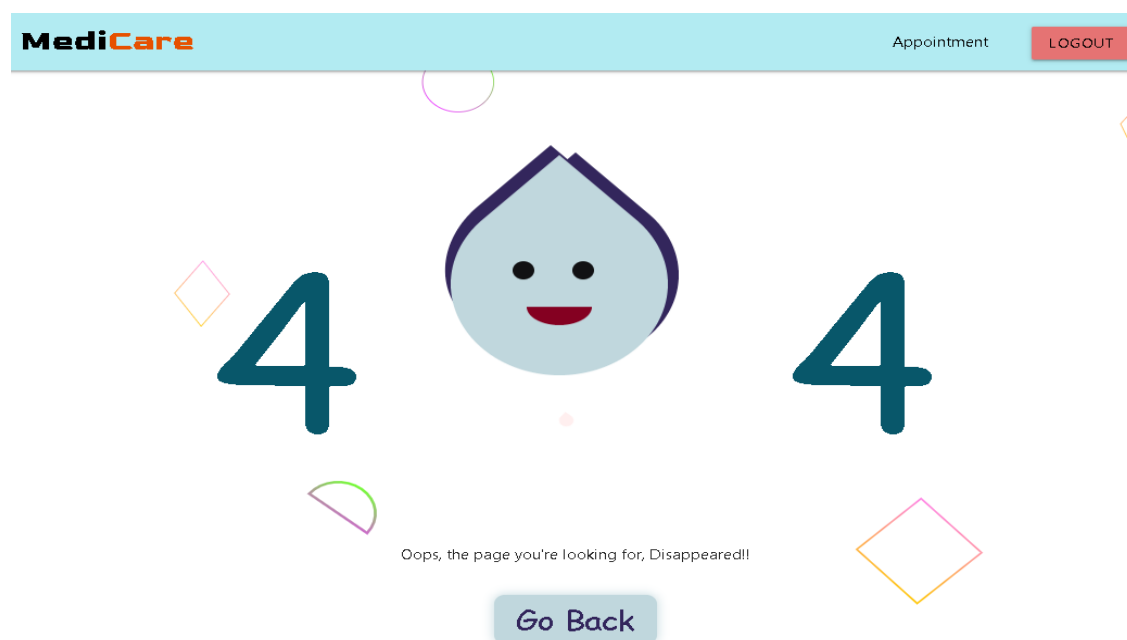 MediCare
Appointment
LOGOUT
4 4
Oops, the page you're looking for, Disappeared!!
Go Back